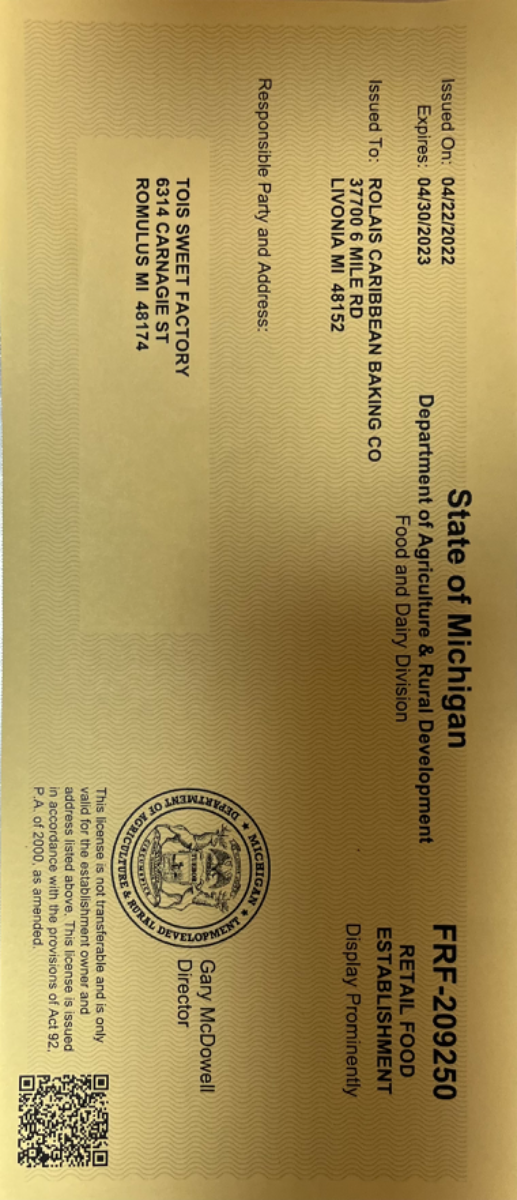 State of Michigan
Department of Agriculture & Rural Development
Food and Dairy Division
FRF-209250
RETAIL FOOD
ESTABLISHMENT
Display Prominently
Issued On: 04/22/2022
Expires: 04/30/2023
Issued To: ROLAIS CARIBBEAN BAKING CO
37700 6 MILE RD
LIVONIA MI 48152
Responsible Party and Address:
TOIS SWEET FACTORY
6314 CARNAGIE ST
ROMULUS MI 48174
MICHIGAN
DEPARTMENT OF AGRICULTURE & RURAL DEVELOPMENT
TUEBOR
Gary McDowell
Director
This license is not transferable and is only
valid for the establishment owner and
address listed above. This license is issued
in accordance with the provisions of Act 92,
P.A. of 2000, as amended.